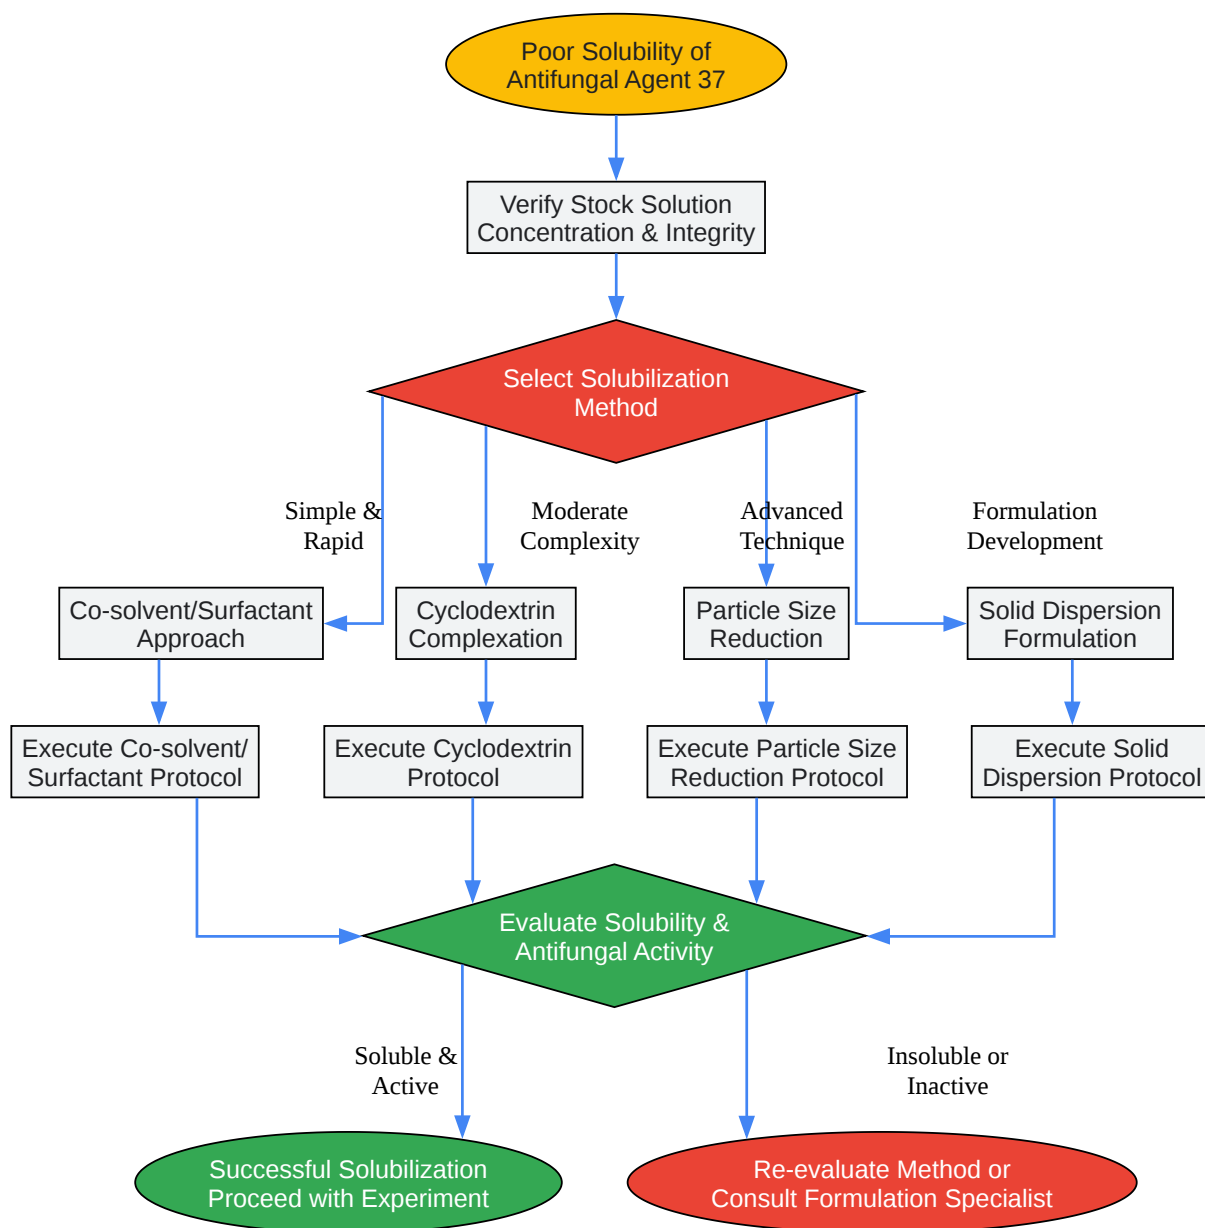 Poor Solubility of
Antifungal Agent 37
Verify Stock Solution
Concentration & Integrity
Select Solubilization
Method
Simple &
Rapid
Moderate
Complexity
Advanced
Technique
Formulation
Development
Co-solvent/Surfactant
Approach
Cyclodextrin
Complexation
Particle Size
Reduction
Solid Dispersion
Formulation
Execute Co-solvent/
Surfactant Protocol
Execute Cyclodextrin
Protocol
Execute Particle Size
Reduction Protocol
Execute Solid
Dispersion Protocol
Evaluate Solubility &
Antifungal Activity
Soluble &
Active
Insoluble or
Inactive
Successful Solubilization
Proceed with Experiment
Re-evaluate Method or
Consult Formulation Specialist